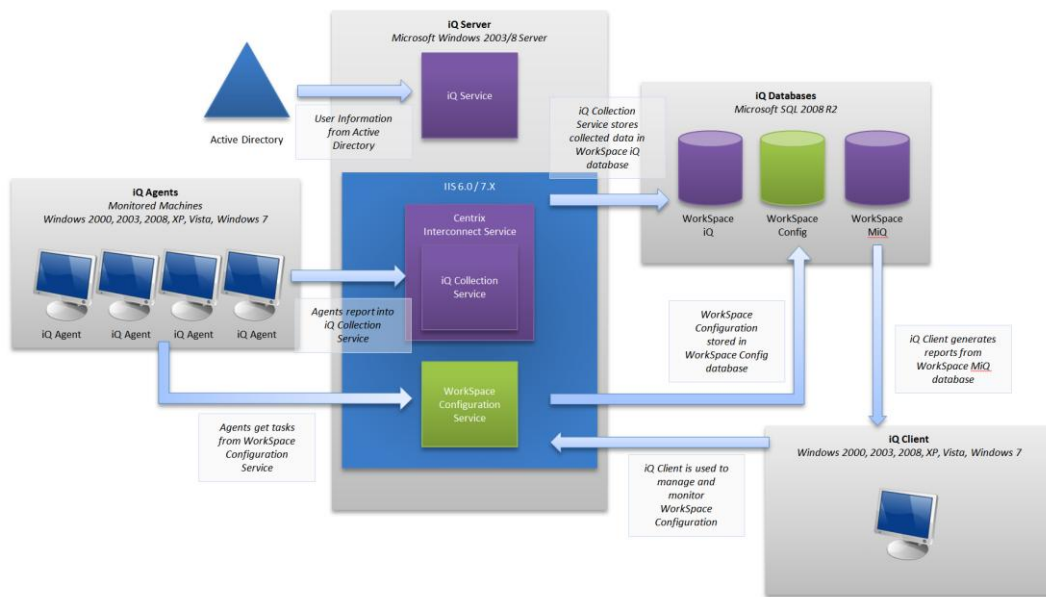 iQ Server
Microsoft Windows 2003/8 Server
iQ Service
Active Directory
User Information
from Active
Directory
iQ Collection
Service stores
collected data in
WorkSpace iQ
database
iQ Databases
Microsoft SQL 2008 R2
WorkSpace
iQ
WorkSpace
Config
WorkSpace
MiQ
iQ Agents
Monitored Machines
Windows 2000, 2003, 2008, XP, Vista, Windows 7
iQ Agent
iQ Agent
iQ Agent
iQ Agent
IIS 6.0 / 7.X
Centrix
Interconnect Service
iQ Collection
Service
Agents report into
iQ Collection
Service
WorkSpace
Configuration
Service
Agents get tasks
from WorkSpace
Configuration
Service
WorkSpace
Configuration
stored in
WorkSpace Config
database
iQ Client generates
reports from
WorkSpace MiQ
database
iQ Client is used to
manage and
monitor
WorkSpace
Configuration
iQ Client
Windows 2000, 2003, 2008, XP, Vista, Windows 7